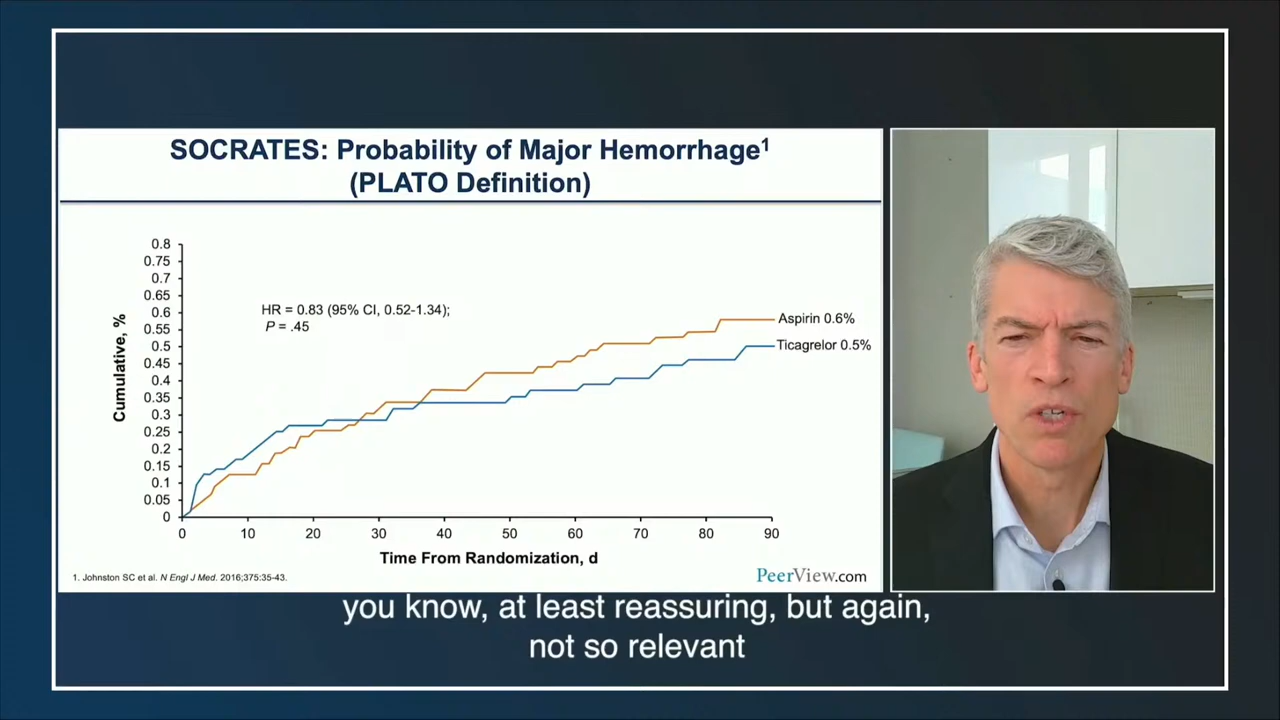 SOCRATES: Probability of Major Hemorrhage1
(PLATO Definition)
Cumulative, %
0.8
0.75
0.7
0.65
0.6
0.55
0.5
0.45
0.4
0.35
0.3
0.25
0.2
0.15
0.1
0.05
0
HR = 0.83 (95% CI, 0.52-1.34);
P = .45
Aspirin 0.6%
Ticagrelor 0.5%
0 10 20 30 40 50 60 70 80 90
Time From Randomization, d
1. Johnston SC et al. N Engl J Med. 2016;375:35-43.
PeerView.com
you know, at least reassuring, but again,
not so relevant